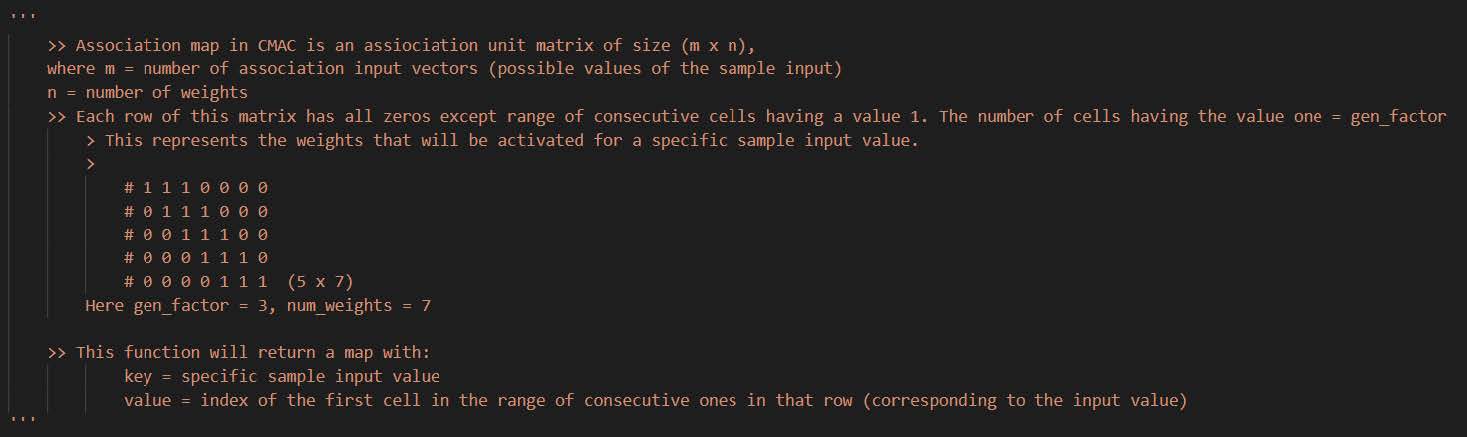 '''
>> Association map in CMAC is an assiociation unit matrix of size (m x n),
where m = number of association input vectors (possible values of the sample input)
n = number of weights
>> Each row of this matrix has all zeros except range of consecutive cells having a value 1. The number of cells having the value one = gen_factor
> This represents the weights that will be activated for a specific sample input value.
>
# 1 1 1 0 0 0 0
# 0 1 1 1 0 0 0
# 0 0 1 1 1 0 0
# 0 0 0 1 1 1 0
# 0 0 0 0 1 1 1  (5 x 7)
Here gen_factor = 3, num_weights = 7
>> This function will return a map with:
key = specific sample input value
value = index of the first cell in the range of consecutive ones in that row (corresponding to the input value)
'''